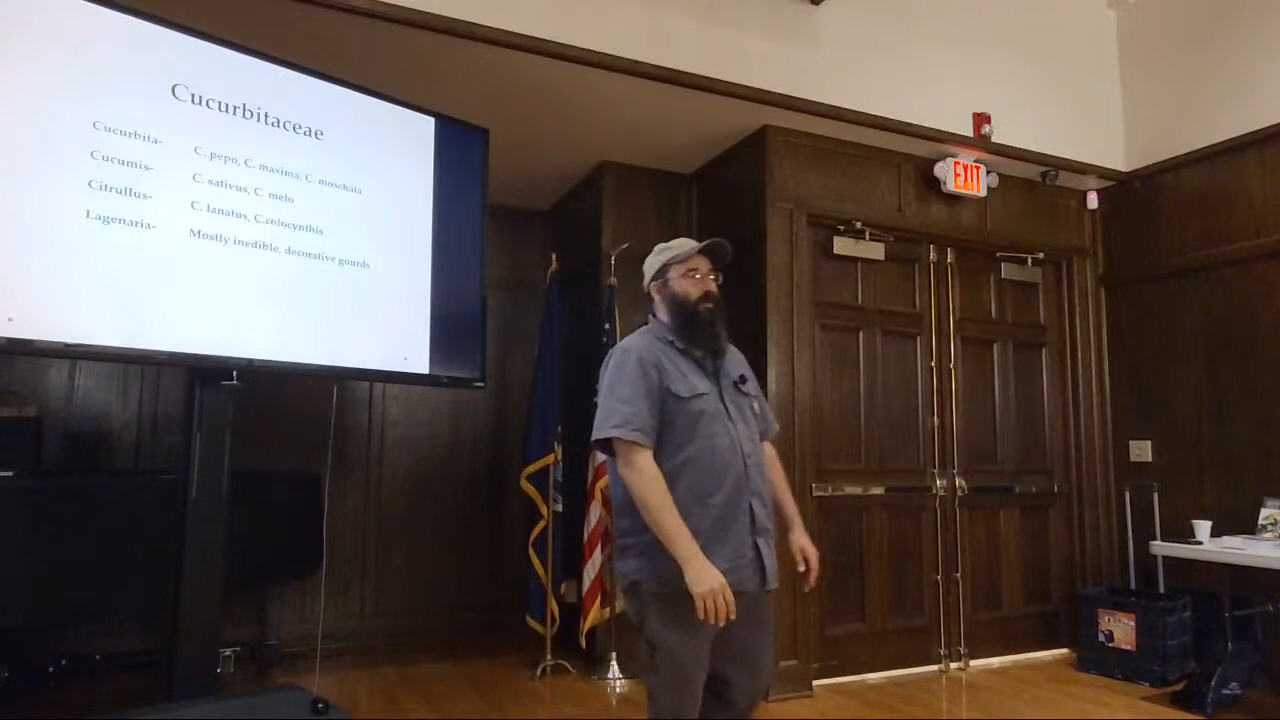 Cucurbitaceae
Cucurbita- C. pepo, C. maxima, C. moschata
Cucumis- C. sativus, C. melo
Citrullus- C. lanatus, C.colocynthis
Lagenaria- Mostly inedible, decorative gourds
EXIT